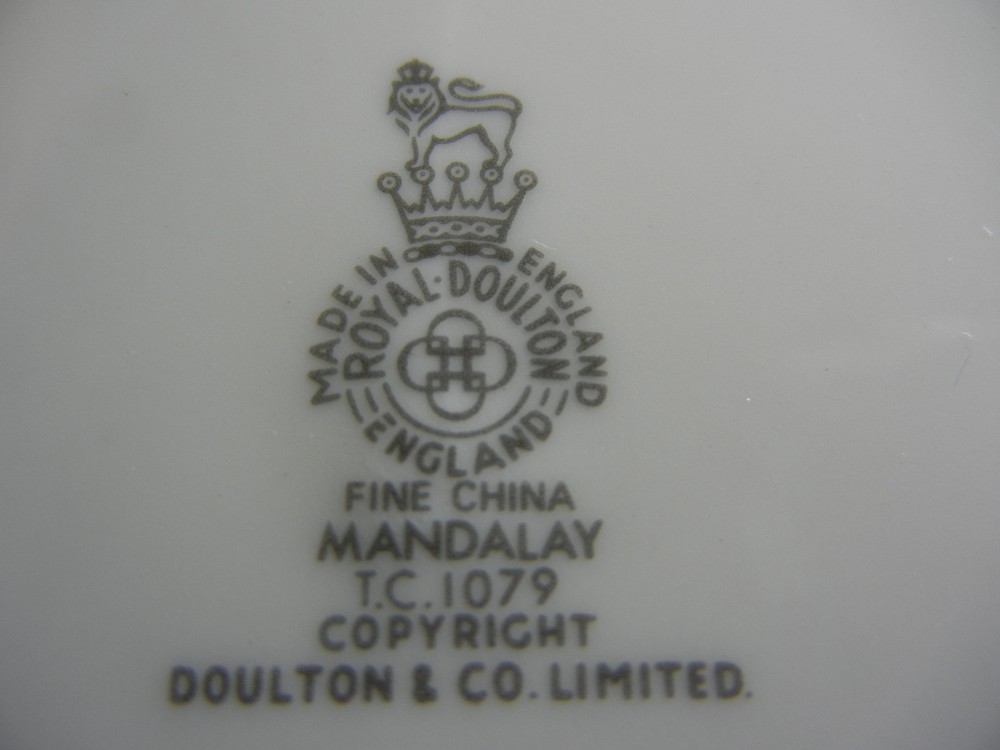 MADE IN ENGLAND
ROYAL·DOULTON
ENGLAND
FINE CHINA
MANDALAY
T.C.1079
COPYRIGHT
DOULTON & CO. LIMITED.